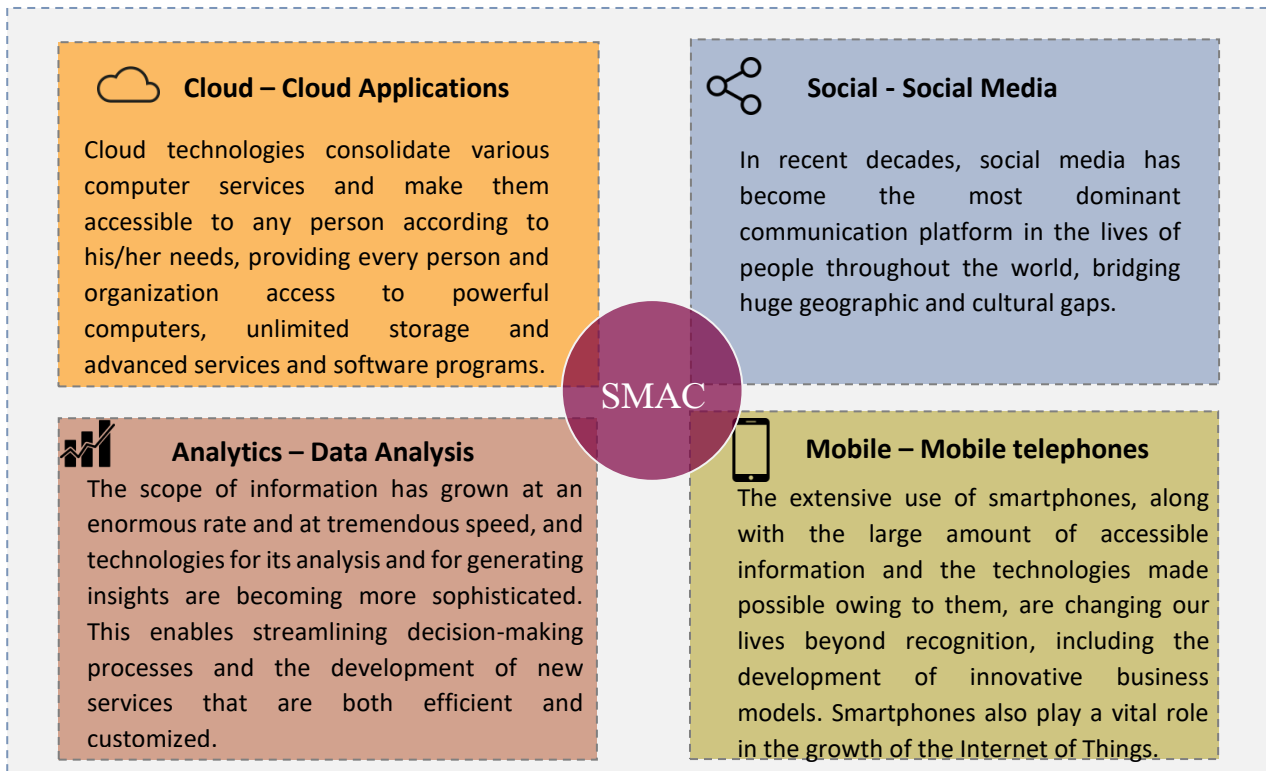 Cloud – Cloud Applications
Cloud technologies consolidate various
computer services and make them
accessible to any person according to
his/her needs, providing every person and
organization access to powerful
computers, unlimited storage and
advanced services and software programs.
Social - Social Media
In recent decades, social media has
become the most dominant
communication platform in the lives of
people throughout the world, bridging
huge geographic and cultural gaps.
SMAC
Analytics – Data Analysis
The scope of information has grown at an
enormous rate and at tremendous speed, and
technologies for its analysis and for generating
insights are becoming more sophisticated.
This enables streamlining decision-making
processes and the development of new
services that are both efficient and
customized.
Mobile – Mobile telephones
The extensive use of smartphones, along
with the large amount of accessible
information and the technologies made
possible owing to them, are changing our
lives beyond recognition, including the
development of innovative business
models. Smartphones also play a vital role
in the growth of the Internet of Things.